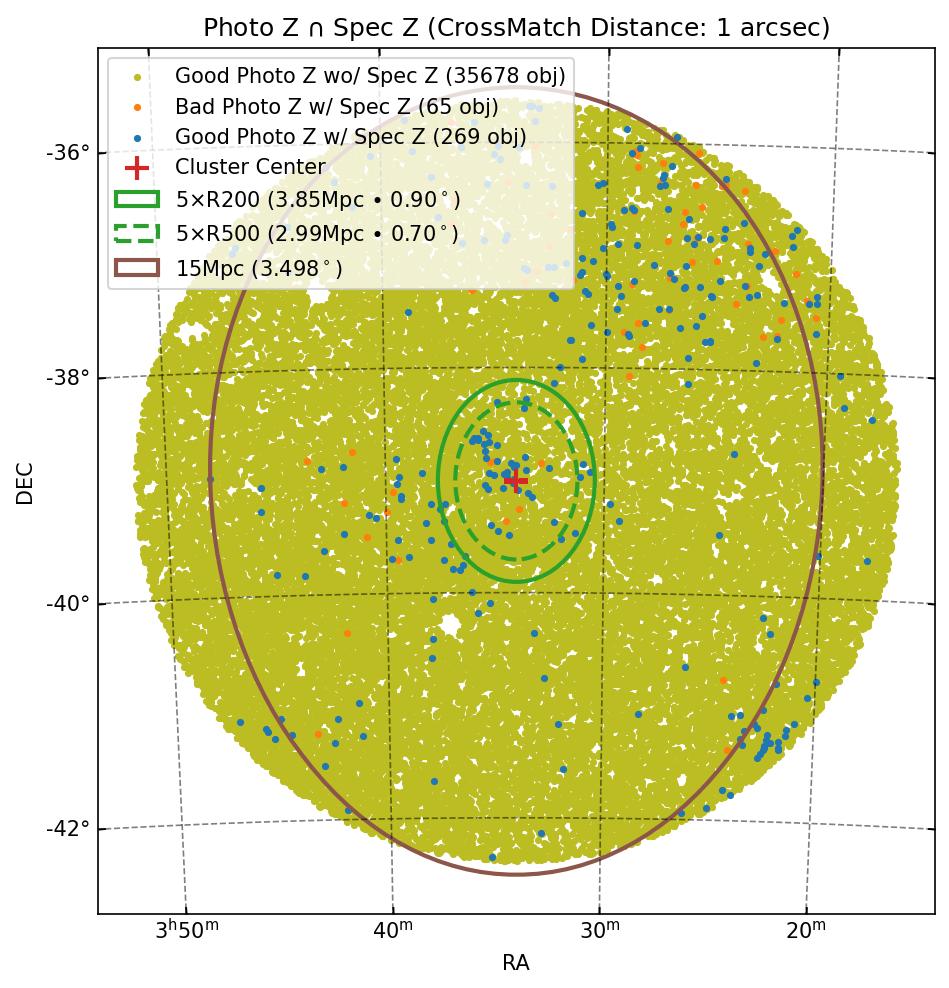 Photo Z ∩ Spec Z (CrossMatch Distance: 1 arcsec)
Good Photo Z wo/ Spec Z (35678 obj)
Bad Photo Z w/ Spec Z (65 obj)
Good Photo Z w/ Spec Z (269 obj)
Cluster Center
5×R200 (3.85Mpc • 0.90°)
5×R500 (2.99Mpc • 0.70°)
15Mpc (3.498°)
-36°
-38°
-40°
-42°
DEC
3ʰ50ᵐ 40ᵐ 30ᵐ 20ᵐ
RA